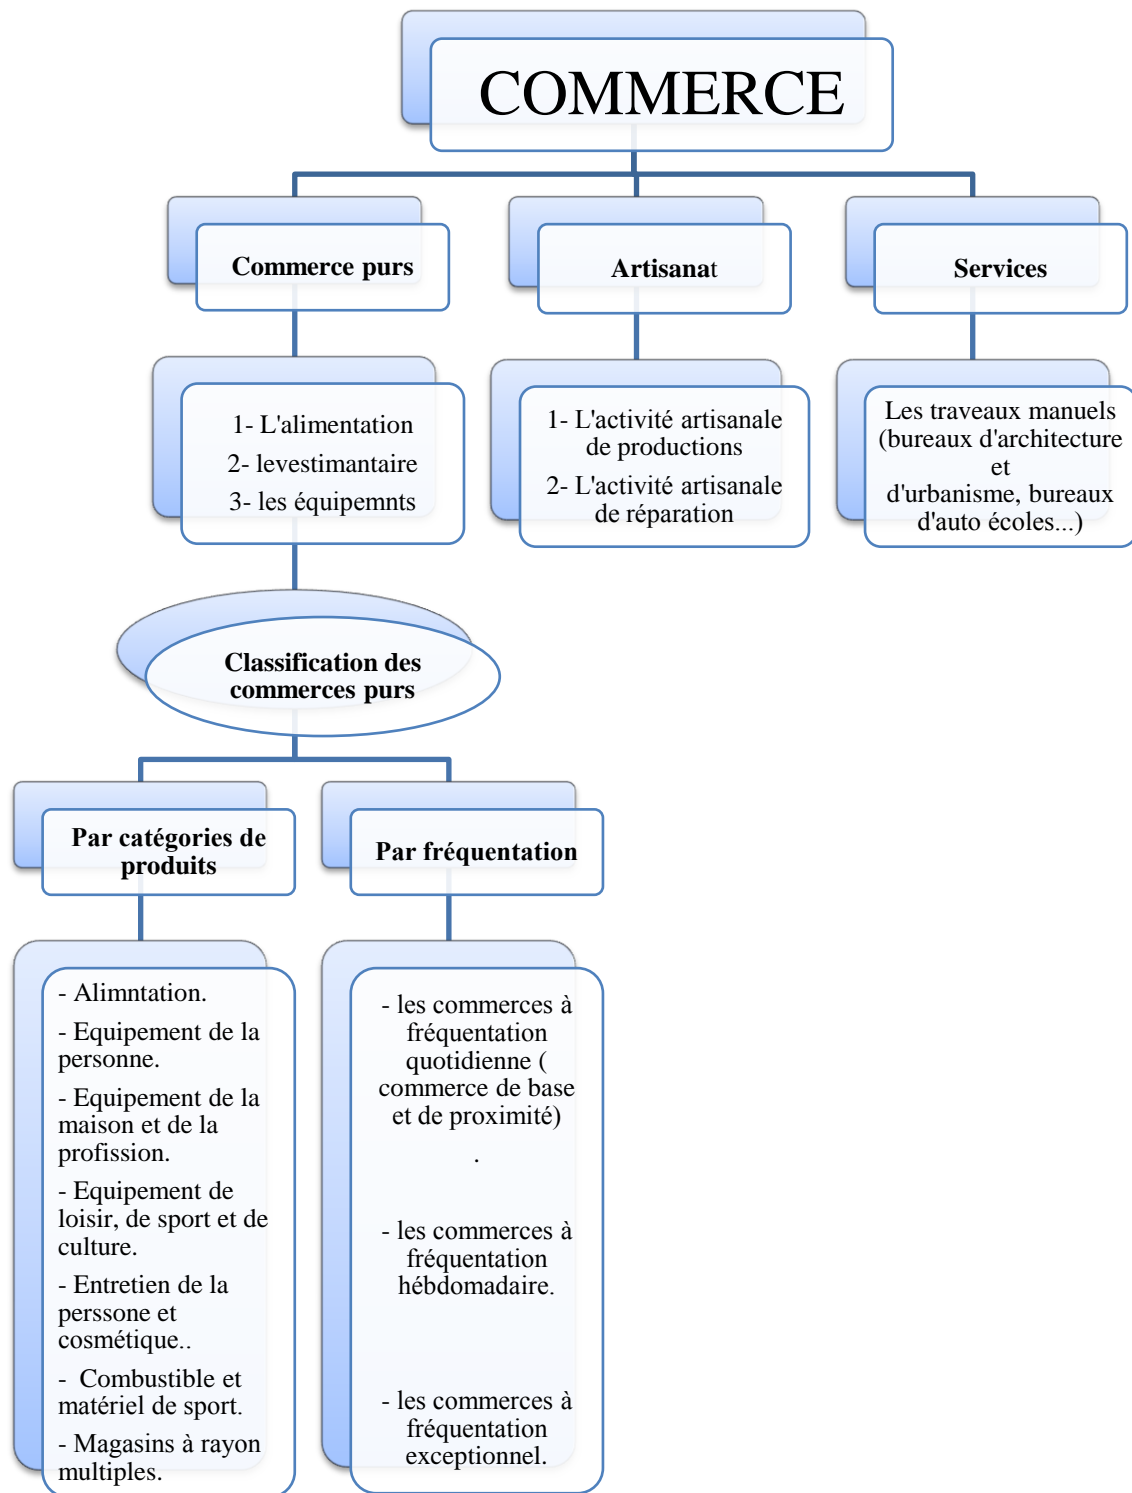 COMMERCE
Commerce purs
Artisanat
Services
1- L'alimentation
2- levestimantaire
3- les équipemnts
1- L'activité artisanale
de productions
2- L'activité artisanale
de réparation
Les traveaux manuels
(bureaux d'architecture
et
d'urbanisme, bureaux
d'auto écoles...)
Classification des
commerces purs
Par catégories de
produits
Par fréquentation
- Alimntation.
- Equipement de la
personne.
- Equipement de la
maison et de la
profission.
- Equipement de
loisir, de sport et de
culture.
- Entretien de la
perssone et
cosmétique..
- Combustible et
matériel de sport.
- Magasins à rayon
multiples.
- les commerces à
fréquentation
quotidienne (
commerce de base
et de proximité)
.
- les commerces à
fréquentation
hébdomadaire.
- les commerces à
fréquentation
exceptionnel.